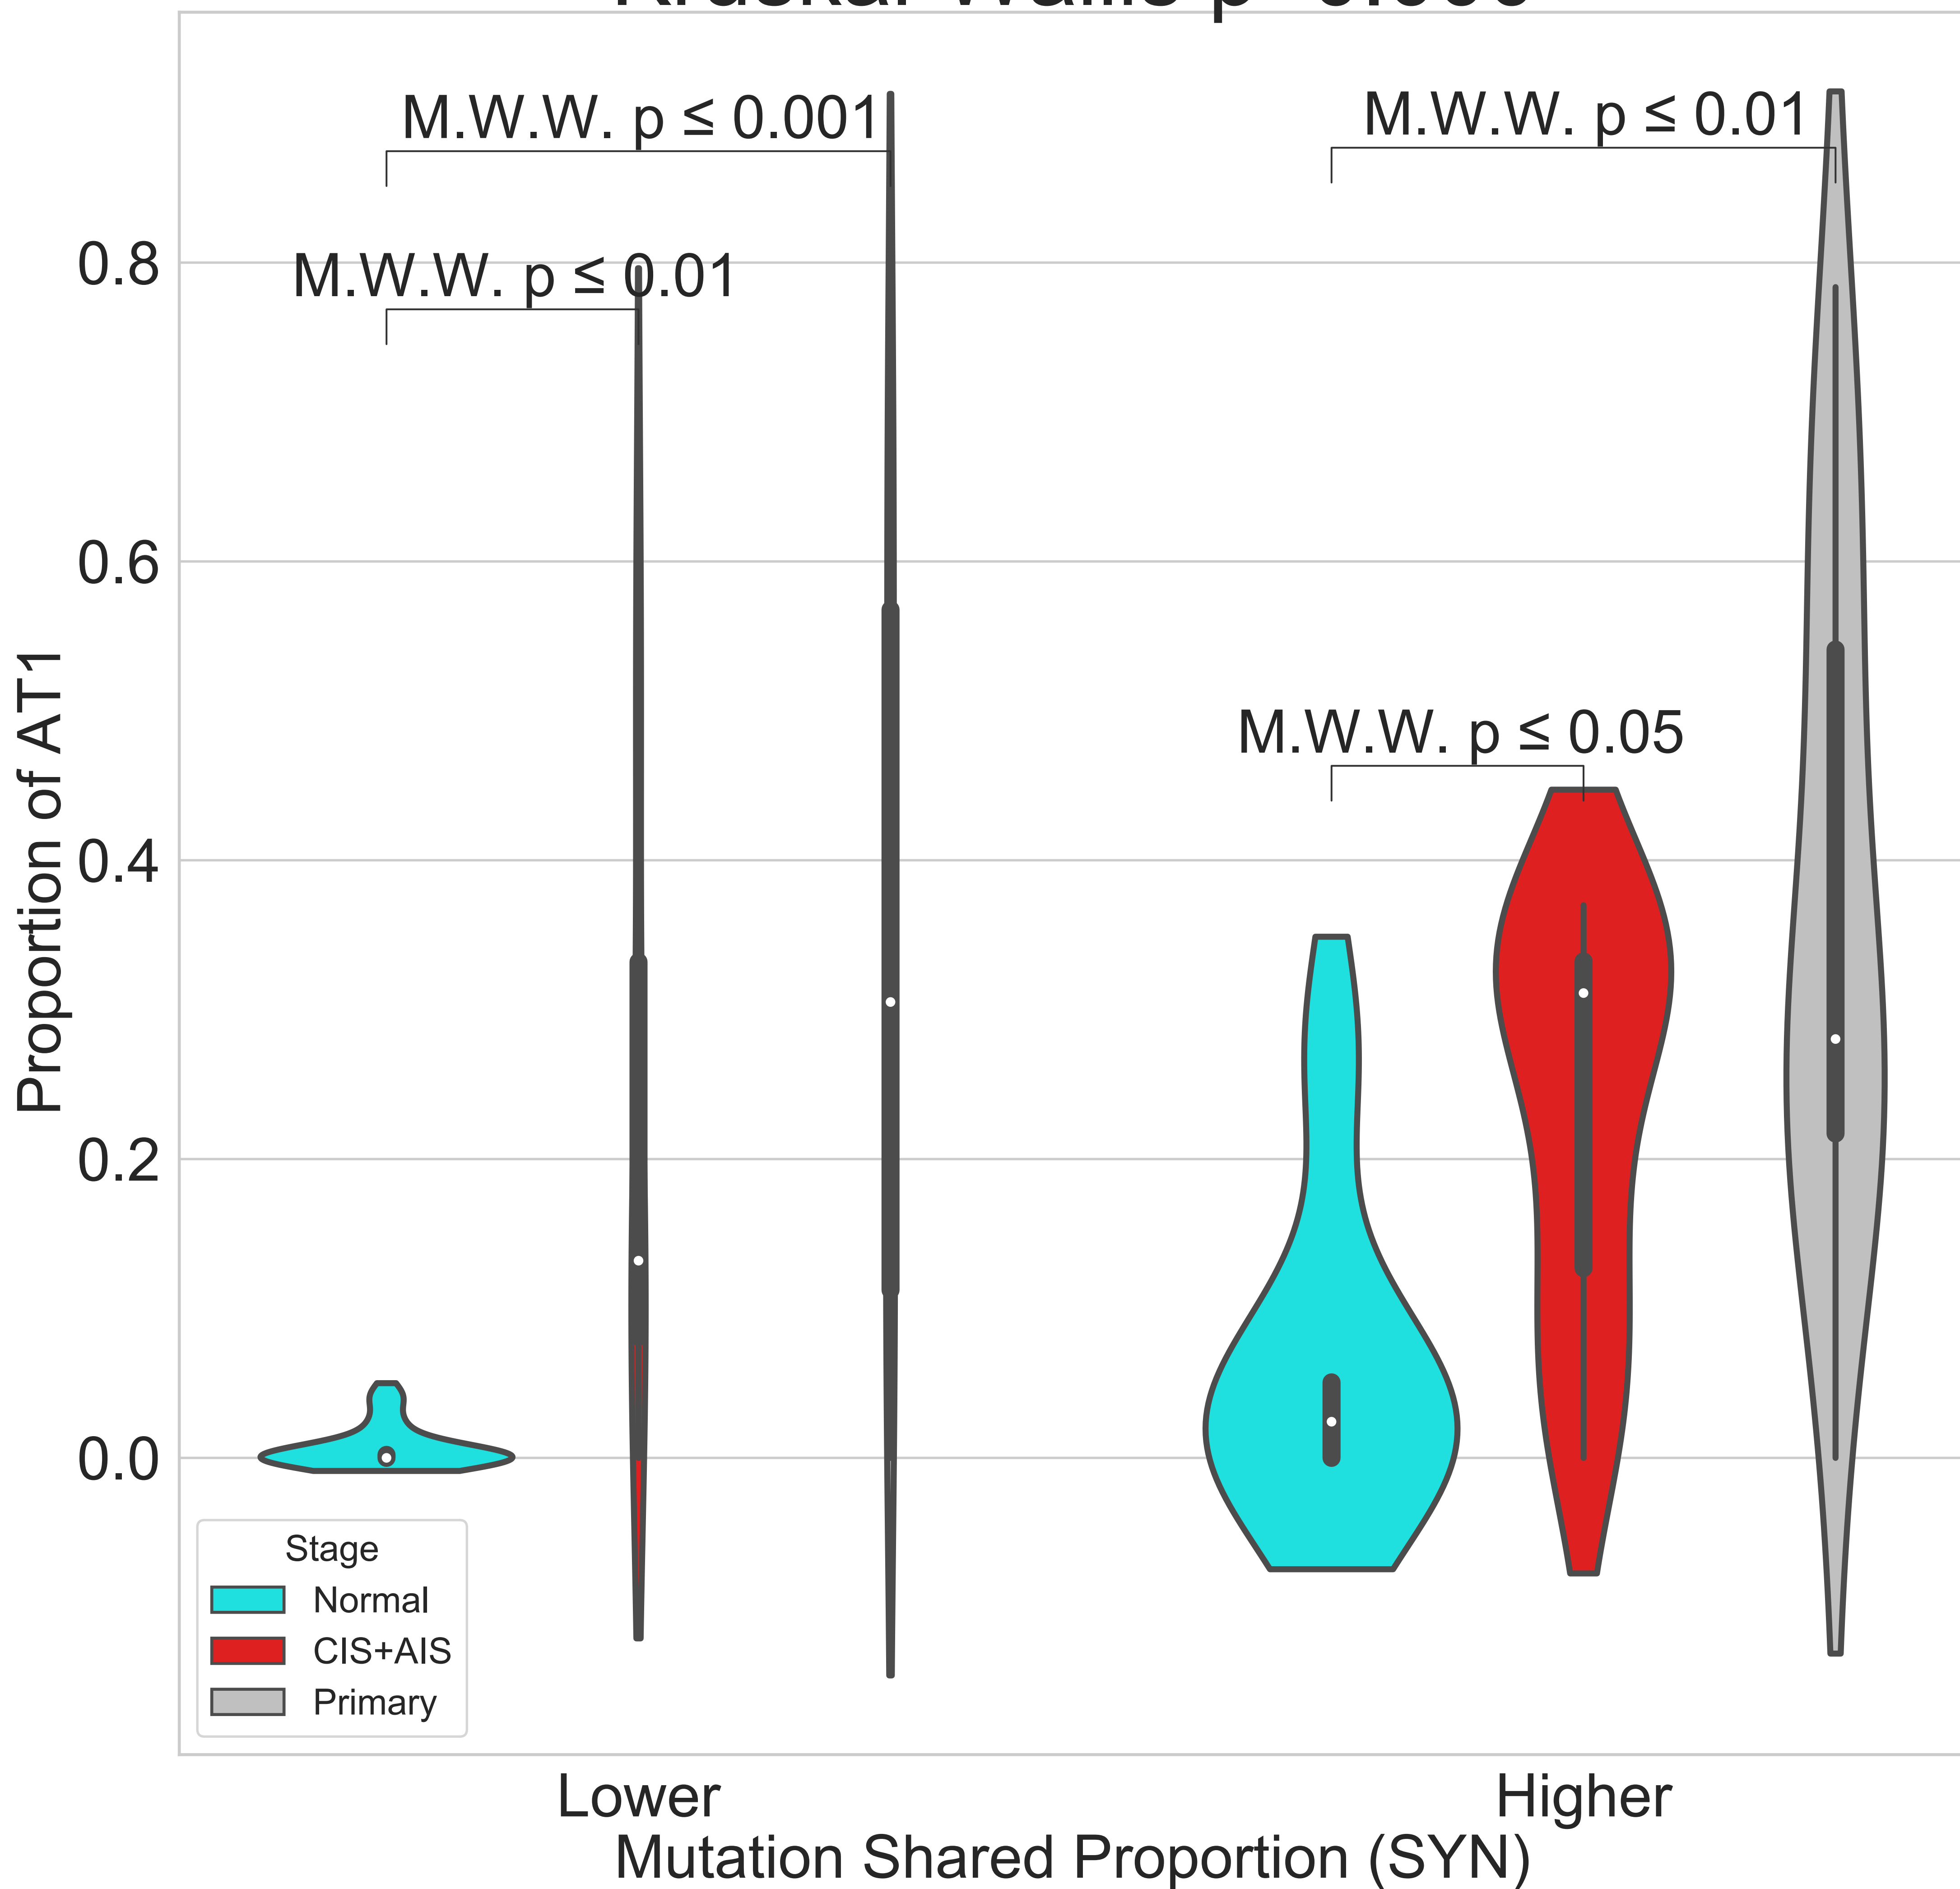 M.W.W. p ≤ 0.001
M.W.W. p ≤ 0.01
M.W.W. p ≤ 0.01
M.W.W. p ≤ 0.05
0.8
0.6
0.4
0.2
0.0
Proportion of AT1
Stage
Normal
CIS+AIS
Primary
Lower
Higher
Mutation Shared Proportion (SYN)